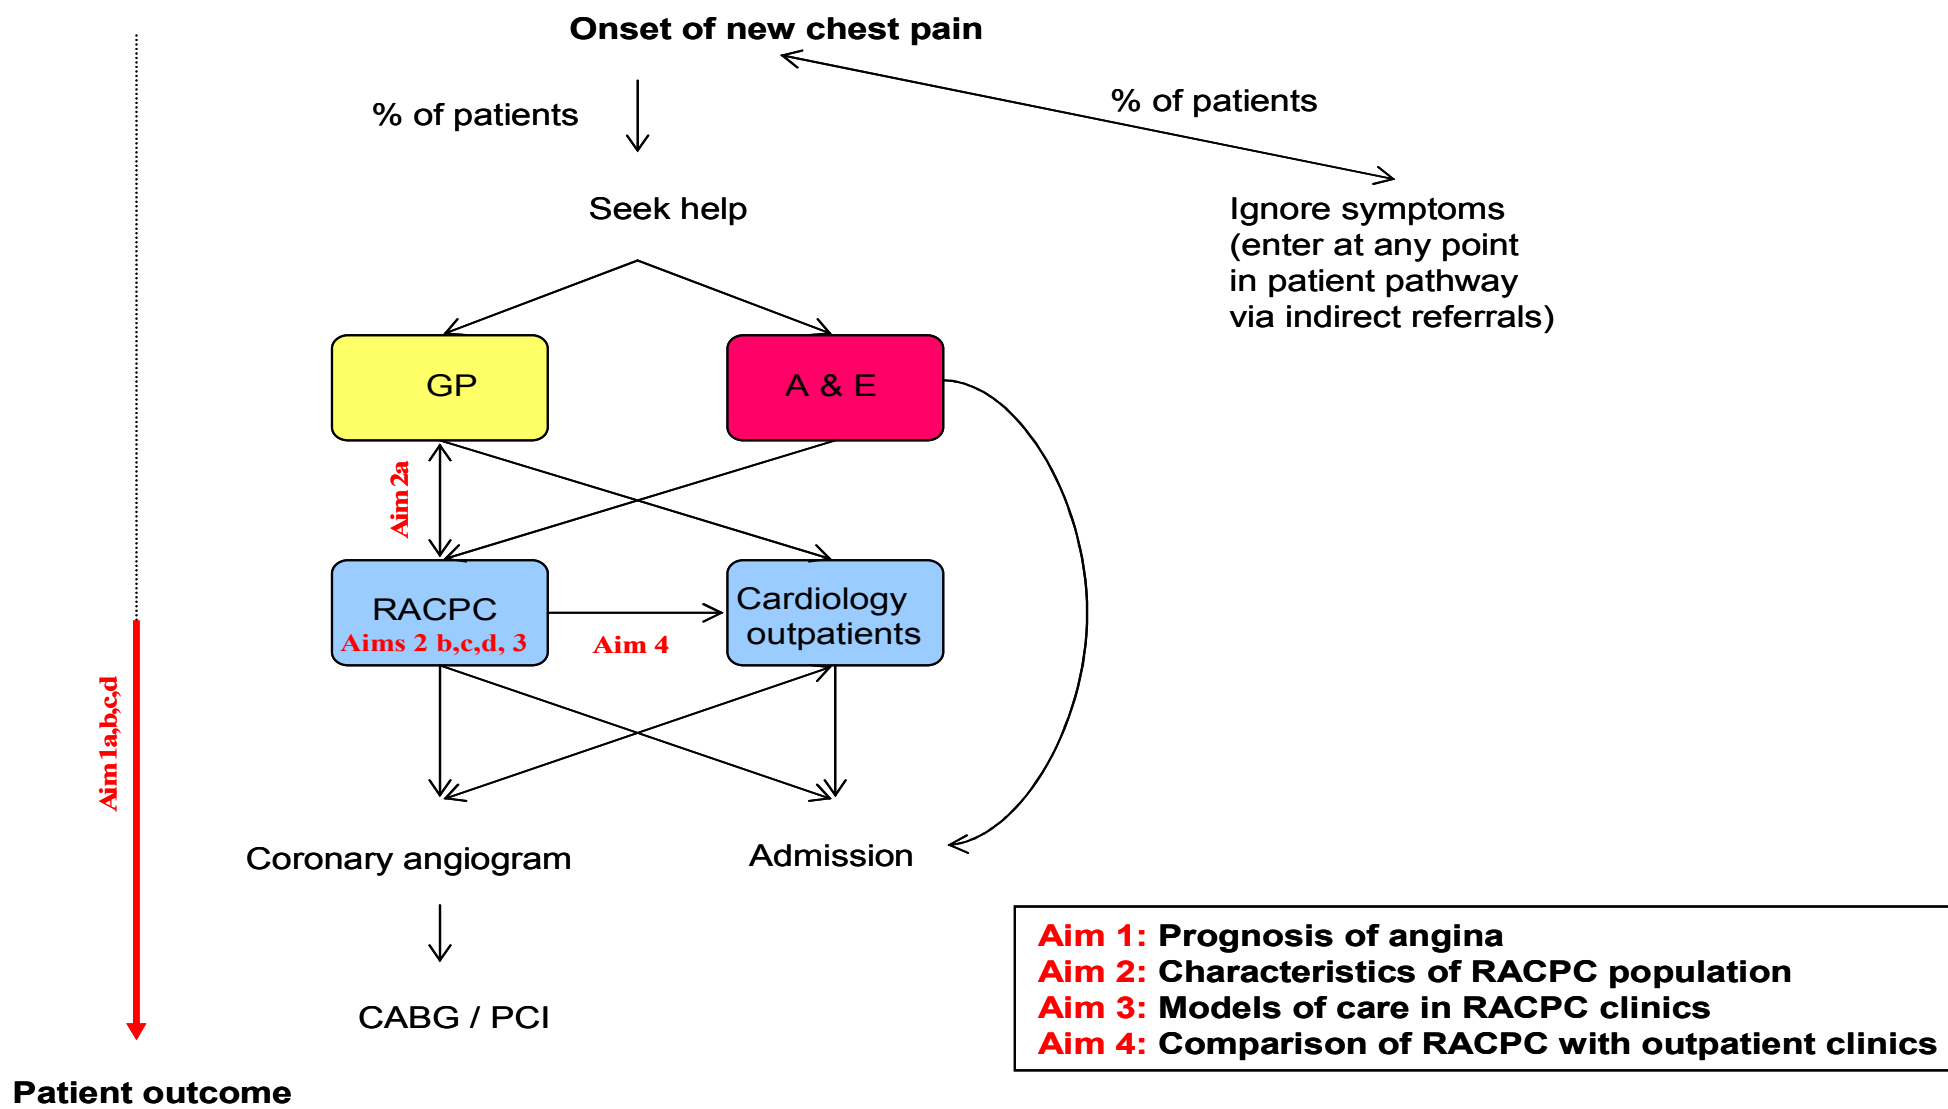 Onset of new chest pain
% of patients
% of patients
Seek help
Ignore symptoms
(enter at any point
in patient pathway
via indirect referrals)
GP
A & E
Aim 2a
RACPC
Aims 2 b,c,d, 3
Aim 4
Cardiology
outpatients
Aim 1a,b,c,d
Coronary angiogram
Admission
CABG / PCI
Aim 1: Prognosis of angina
Aim 2: Characteristics of RACPC population
Aim 3: Models of care in RACPC clinics
Aim 4: Comparison of RACPC with outpatient clinics
Patient outcome